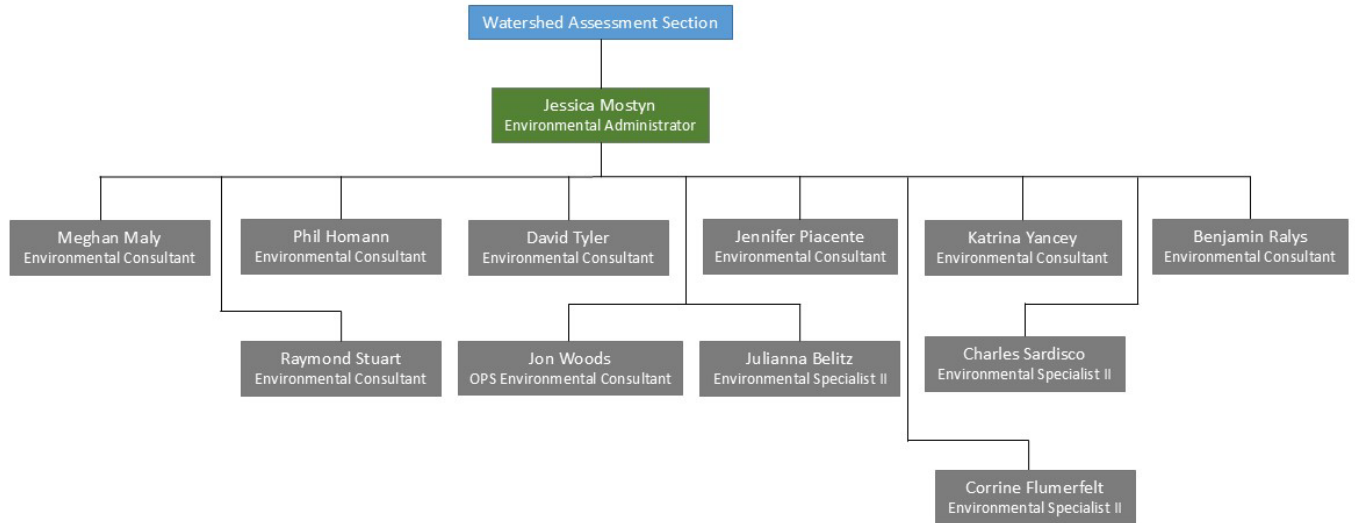 Watershed Assessment Section
Jessica Mostyn
Environmental Administrator
Meghan Maly
Environmental Consultant
Phil Homann
Environmental Consultant
David Tyler
Environmental Consultant
Jennifer Piacente
Environmental Consultant
Katrina Yancey
Environmental Consultant
Benjamin Ralys
Environmental Consultant
Raymond Stuart
Environmental Consultant
Jon Woods
OPS Environmental Consultant
Julianna Belitz
Environmental Specialist II
Charles Sardisco
Environmental Specialist II
Corrine Flumerfelt
Environmental Specialist II